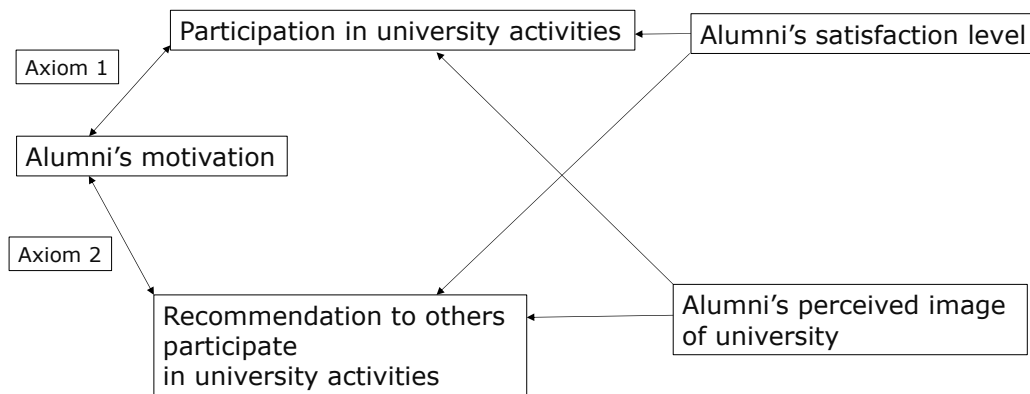 Participation in university activities
Alumni’s satisfaction level
Axiom 1
Alumni’s motivation
Axiom 2
Recommendation to others
participate
in university activities
Alumni’s perceived image
of university